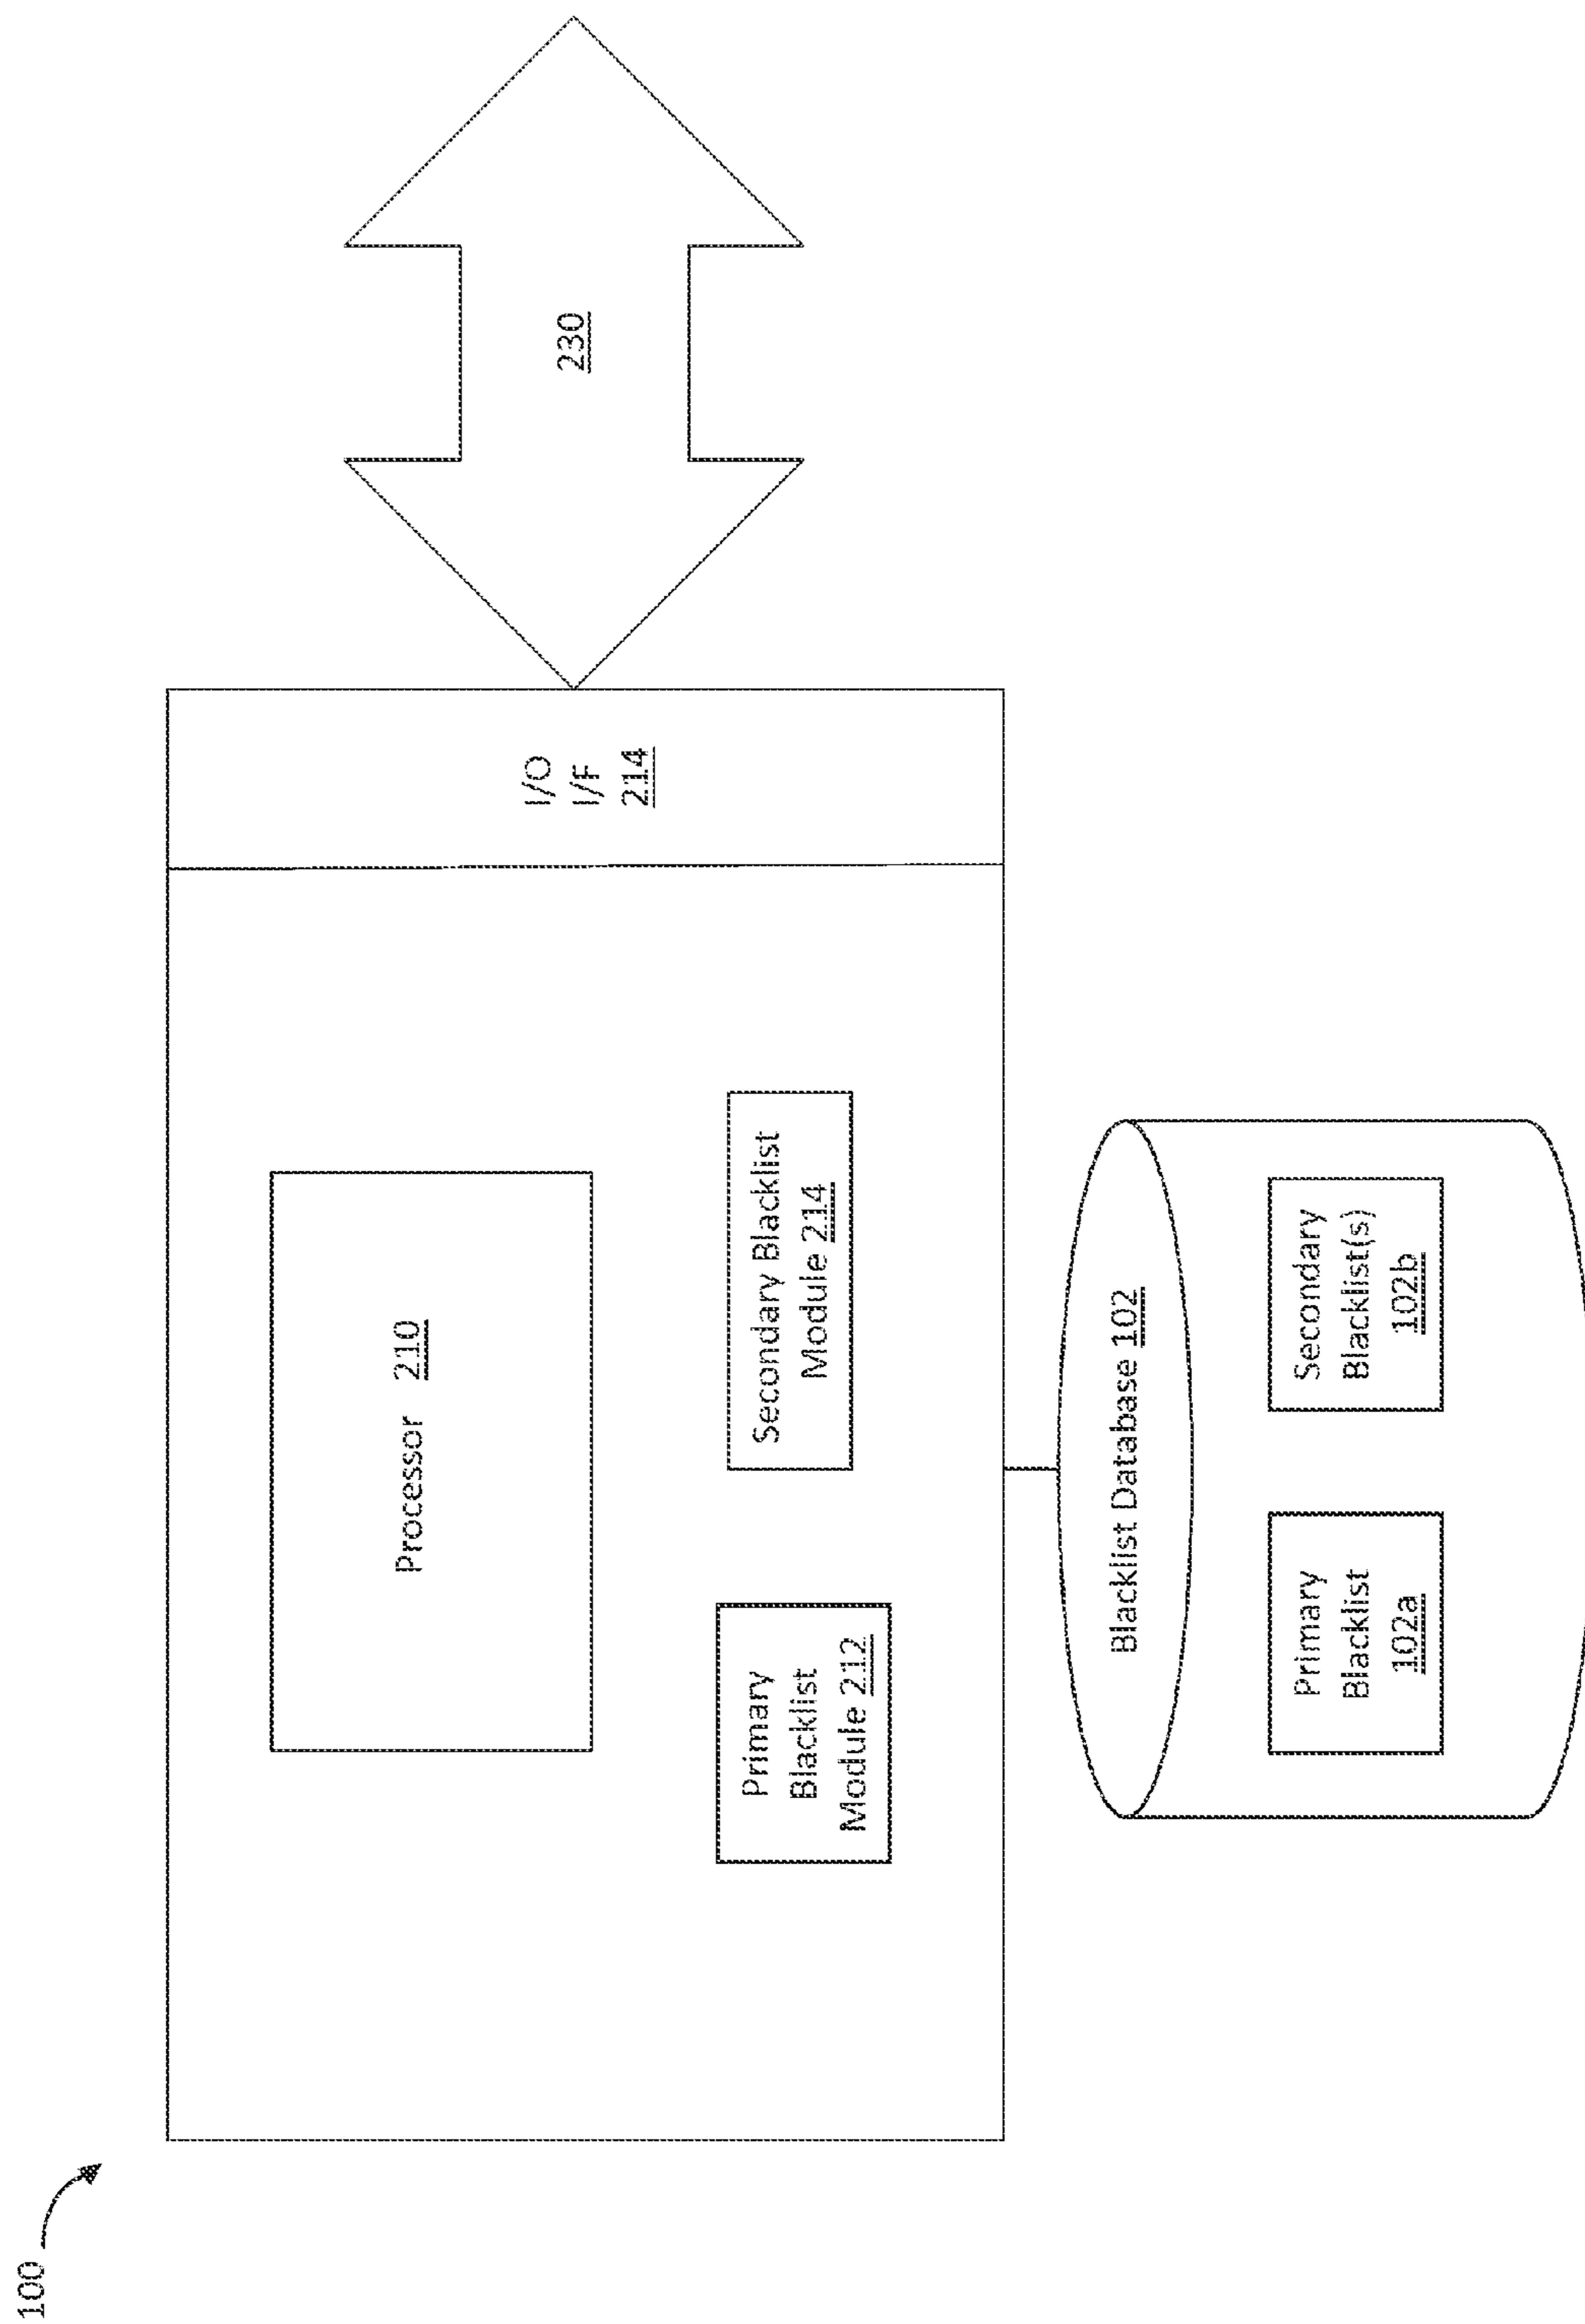 100
Processor 210
Primary
Blacklist
Module 212
Secondary Blacklist
Module 214
I/O
I/F
214
230
Blacklist Database 102
Primary
Blacklist
102a
Secondary
Blacklist(s)
102b